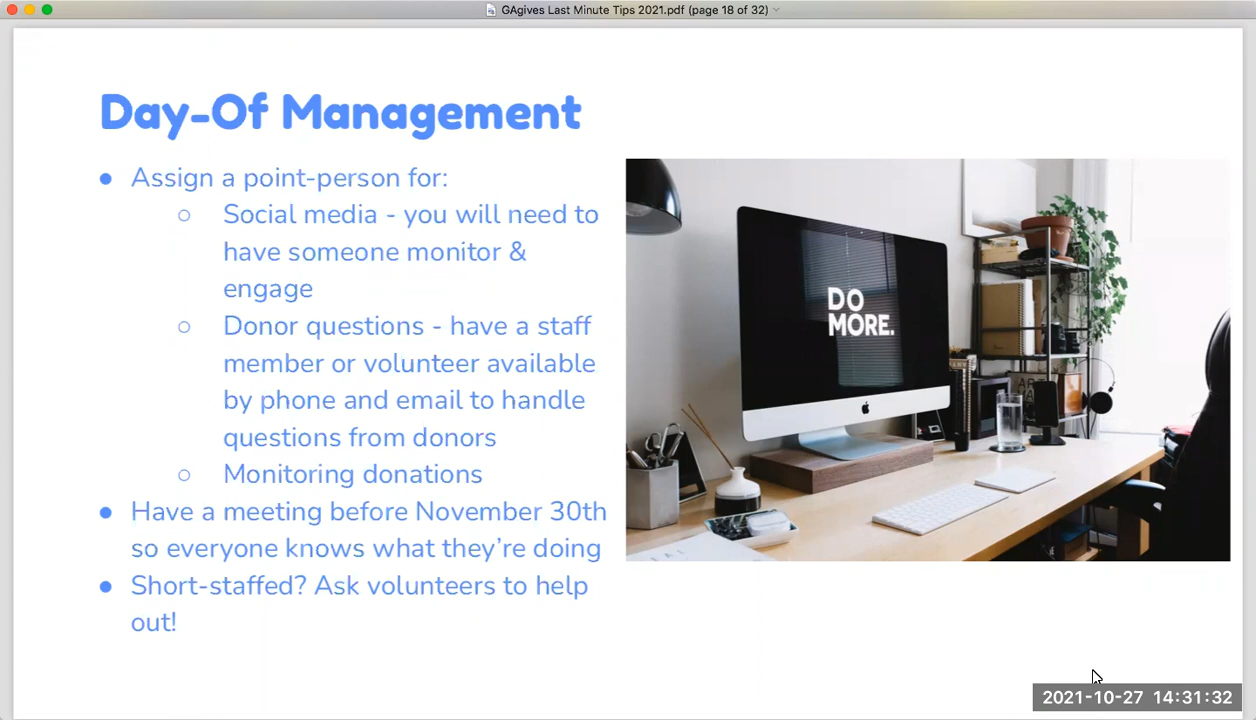 GAgives Last Minute Tips 2021.pdf (page 18 of 32)
Day-Of Management
● Assign a point-person for:
○ Social media - you will need to
have someone monitor &
engage
○ Donor questions - have a staff
member or volunteer available
by phone and email to handle
questions from donors
○ Monitoring donations
● Have a meeting before November 30th
so everyone knows what they're doing
● Short-staffed? Ask volunteers to help
out!
DO
MORE.
2021-10-27 14:31:32